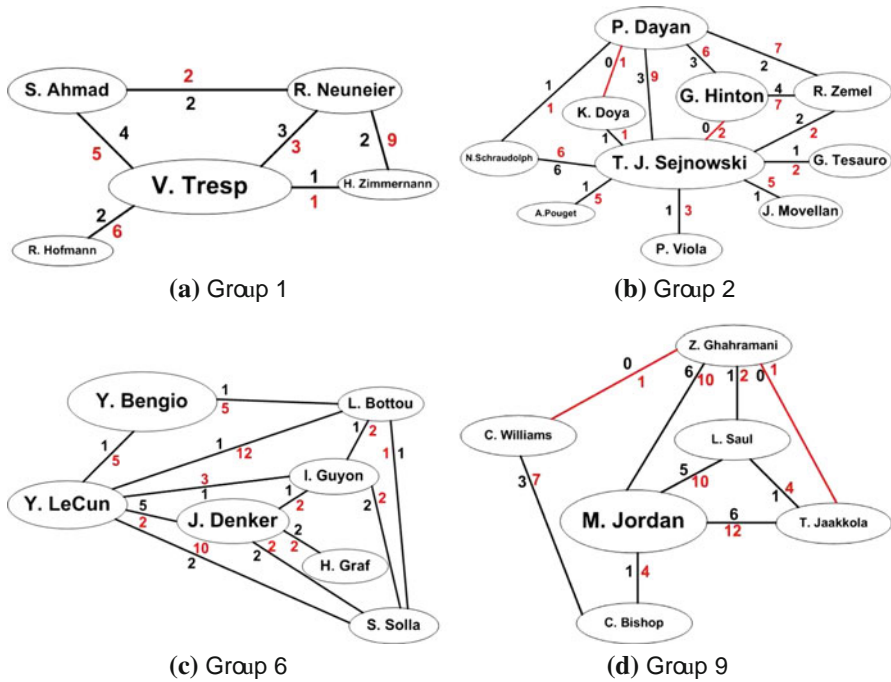 S. Ahmad
2
2
R. Neuneier
4
5
3
3
2
9
V. Tresp
1
1
H. Zimmernann
2
6
R. Hofmann
(a) Group 1
P. Dayan
1
1
0
1
3
9
6
3
7
2
K. Doya
G. Hinton
4
7
R. Zemel
1
1
0
2
2
2
N.Schraudolph
6
6
T. J. Sejnowski
1
2
G. Tesauro
1
5
1
3
5
1
A.Pouget
P. Viola
J. Movellan
(b) Group 2
Y. Bengio
1
5
L. Bottou
1
5
1
12
1
2
1
1
3
1
I. Guyon
Y. LeCun
5
2
J. Denker
1
2
2
2
10
2
2
2
2
2
H. Graf
S. Solla
(c) Group 6
Z. Ghahramani
0
1
6
10
1
2
0
1
C. Williams
L. Saul
3
7
5
10
4
1
M. Jordan
6
12
T. Jaakkola
1
4
C. Bishop
(d) Group 9